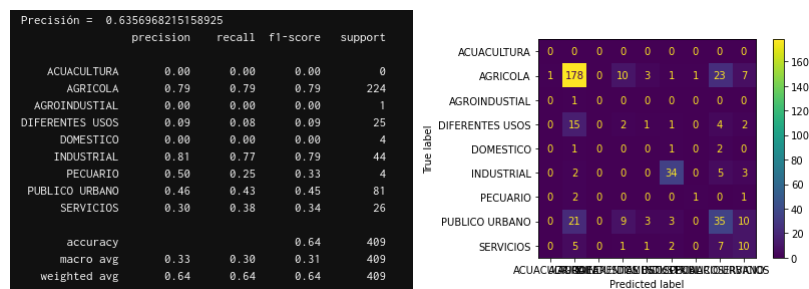 Precisión = 0.6356968215158925
precision recall f1-score support
ACUACULTURA 0.00 0.00 0.00 0
AGRICOLA 0.79 0.79 0.79 224
AGROINDUSTIAL 0.00 0.00 0.00 1
DIFERENTES USOS 0.09 0.08 0.09 25
DOMESTICO 0.00 0.00 0.00 4
INDUSTRIAL 0.81 0.77 0.79 44
PECUARIO 0.50 0.25 0.33 4
PUBLICO URBANO 0.46 0.43 0.45 81
SERVICIOS 0.30 0.38 0.34 26
accuracy 0.64 409
macro avg 0.33 0.30 0.31 409
weighted avg 0.64 0.64 0.64 409
True label
ACUACULTURA 0 0 0 0 0 0 0 0 0
AGRICOLA 1 178 0 10 3 1 1 23 7
AGROINDUSTIAL 0 1 0 0 0 0 0 0 0
DIFERENTES USOS 0 15 0 2 1 1 0 4 2
DOMESTICO 0 1 0 0 0 1 0 2 0
INDUSTRIAL 0 2 0 0 0 34 0 5 3
PECUARIO 0 2 0 0 0 0 1 0 1
PUBLICO URBANO 0 21 0 9 3 3 0 35 10
SERVICIOS 0 5 0 1 1 2 0 7 10
Predicted label
160
140
120
100
80
60
40
20
0